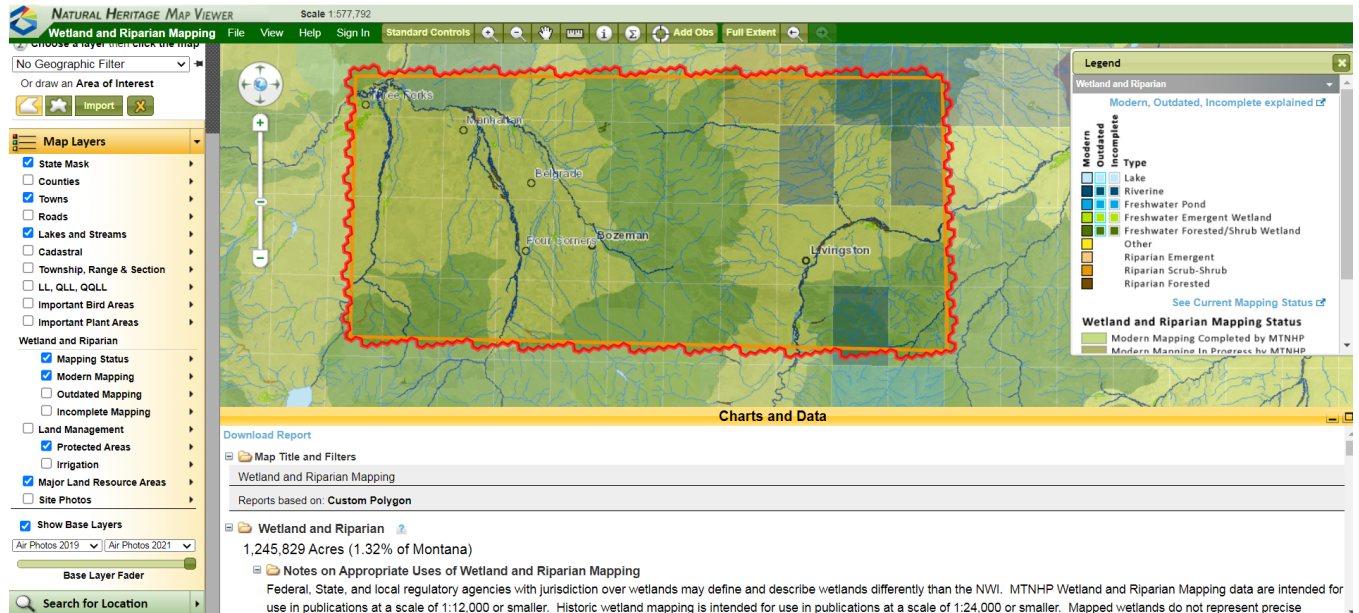 NATURAL HERITAGE MAP VIEWER
Scale 1:577,792
Wetland and Riparian Mapping File View Help Sign In Standard Controls Add Obs Full Extent
2 Choose a layer then click the map
No Geographic Filter
Or draw an Area of Interest
Import
Map Layers
State Mask
Counties
Towns
Roads
Lakes and Streams
Cadastral
Township, Range & Section
LL, QLL, QQLL
Important Bird Areas
Important Plant Areas
Wetland and Riparian
Mapping Status
Modern Mapping
Outdated Mapping
Incomplete Mapping
Land Management
Protected Areas
Irrigation
Major Land Resource Areas
Site Photos
Show Base Layers
Air Photos 2019 Air Photos 2021
Base Layer Fader
Search for Location
Three Forks
Manhattan
Belgrade
Four Corners
Bozeman
Livingston
Legend
Wetland and Riparian
Modern, Outdated, Incomplete explained
Modern
Outdated
Incomplete
Type
Lake
Riverine
Freshwater Pond
Freshwater Emergent Wetland
Freshwater Forested/Shrub Wetland
Other
Riparian Emergent
Riparian Scrub-Shrub
Riparian Forested
See Current Mapping Status
Wetland and Riparian Mapping Status
Modern Mapping Completed by MTNHP
Modern Mapping In Progress by MTNHP
Charts and Data
Download Report
Map Title and Filters
Wetland and Riparian Mapping
Reports based on: Custom Polygon
Wetland and Riparian ?
1,245,829 Acres (1.32% of Montana)
Notes on Appropriate Uses of Wetland and Riparian Mapping
Federal, State, and local regulatory agencies with jurisdiction over wetlands may define and describe wetlands differently than the NWI. MTNHP Wetland and Riparian Mapping data are intended for
use in publications at a scale of 1:12,000 or smaller. Historic wetland mapping is intended for use in publications at a scale of 1:24,000 or smaller. Mapped wetlands do not represent precise